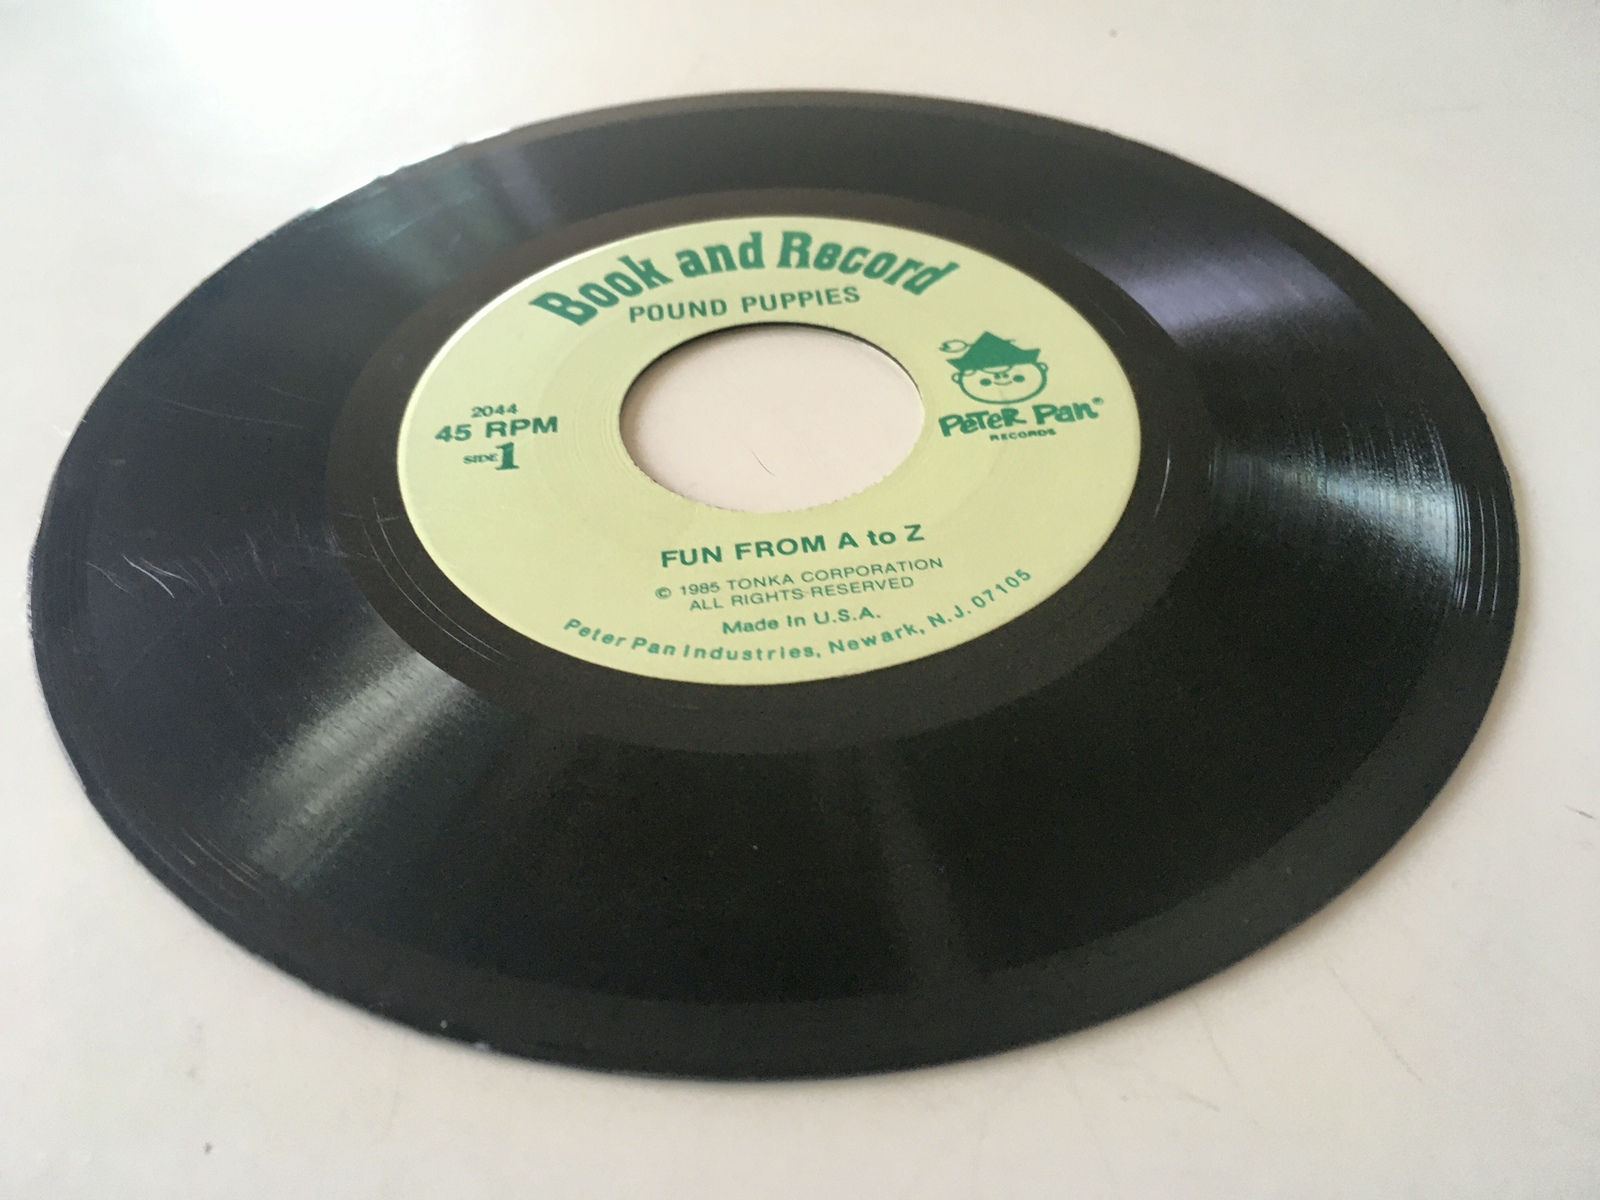 Book and Record
POUND PUPPIES
2044
45 RPM
SIDE 1
PETER PAN®
RECORDS
FUN FROM A to Z
© 1985 TONKA CORPORATION
ALL RIGHTS RESERVED
Made In U.S.A.
Peter Pan Industries, Newark, N.J. 07105